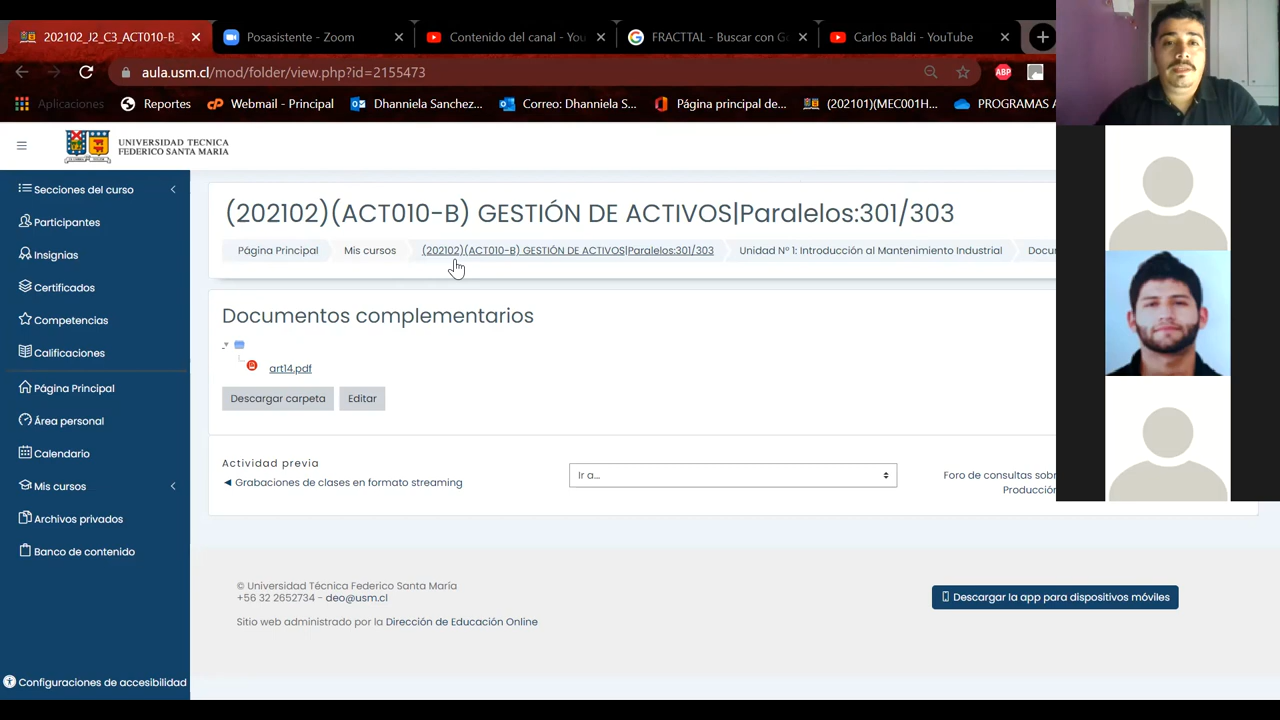 202102_J2_C3_ACT010-B_
Posasistente - Zoom
Contenido del canal - You
FRACTTAL - Buscar con Go
Carlos Baldi - YouTube
aula.usm.cl/mod/folder/view.php?id=2155473
ABP
Aplicaciones
Reportes
Webmail - Principal
Dhanniela Sanchez...
Correo: Dhanniela S...
Página principal de...
(202101)(MEC001H...
PROGRAMAS A
UNIVERSIDAD TECNICA
FEDERICO SANTA MARIA
Secciones del curso
Participantes
Insignias
Certificados
Competencias
Calificaciones
Página Principal
Área personal
Calendario
Mis cursos
Archivos privados
Banco de contenido
Configuraciones de accesibilidad
(202102)(ACT010-B) GESTIÓN DE ACTIVOS|Paralelos:301/303
Página Principal
Mis cursos
(202102)(ACT010-B) GESTIÓN DE ACTIVOS|Paralelos:301/303
Unidad Nº 1: Introducción al Mantenimiento Industrial
Docu
Documentos complementarios
art14.pdf
Descargar carpeta
Editar
Actividad previa
◄ Grabaciones de clases en formato streaming
Ir a...
Foro de consultas sob
Producción
© Universidad Técnica Federico Santa María
+56 32 2652734 - deo@usm.cl
Sitio web administrado por la Dirección de Educación Online
Descargar la app para dispositivos móviles